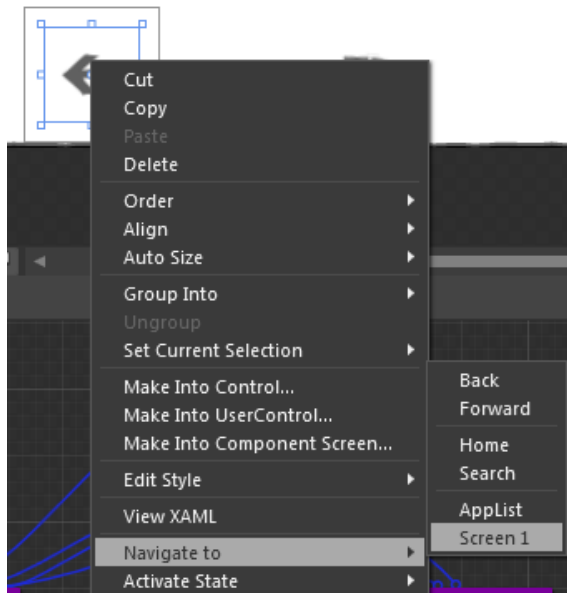 Cut
Copy
Paste
Delete
Order
Align
Auto Size
Group Into
Ungroup
Set Current Selection
Make Into Control...
Make Into UserControl...
Make Into Component Screen...
Edit Style
View XAML
Navigate to
Activate State
Back
Forward
Home
Search
AppList
Screen 1